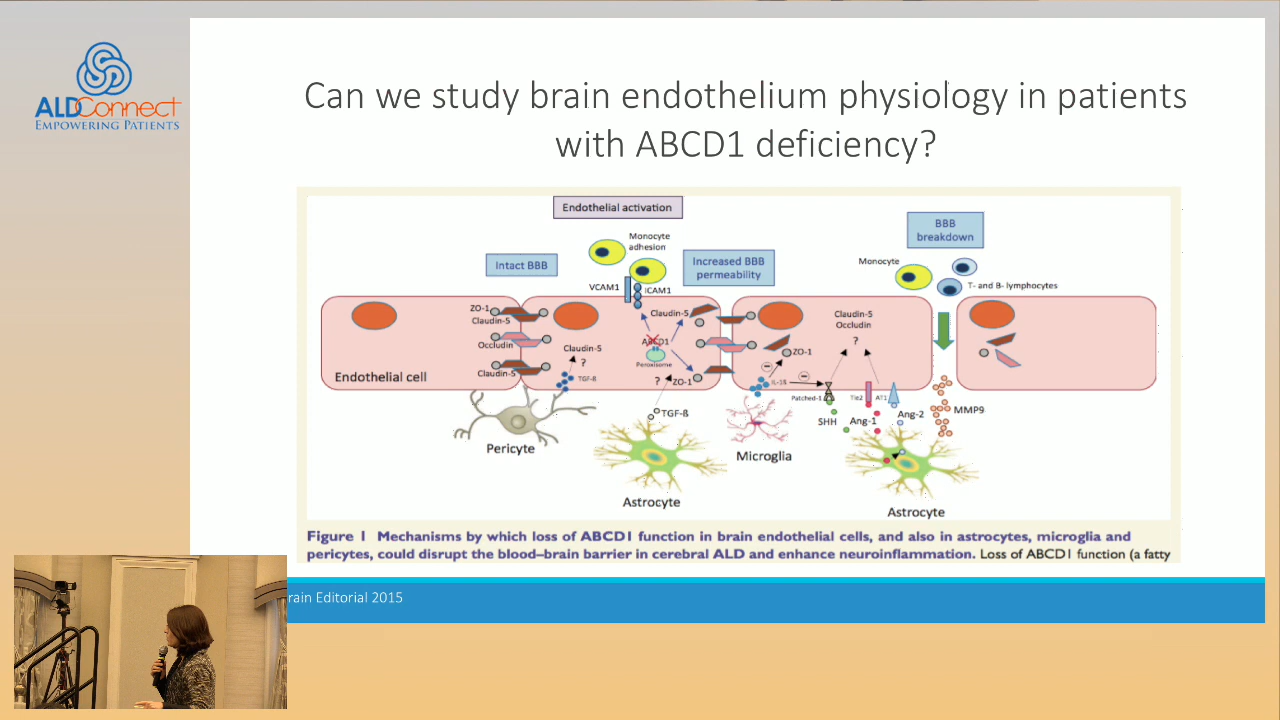 ALDConnect
EMPOWERING PATIENTS
Can we study brain endothelium physiology in patients
with ABCD1 deficiency?
Endothelial activation
BBB
breakdown
Monocyte
adhesion
Intact BBB
Increased BBB
permeability
Monocyte
VCAM1
ICAM1
T- and B- lymphocytes
ZO-1
Claudin-5
Claudin-5
Claudin-5
Occludin
Occludin
Claudin-5
?
ABCD1
Peroxisome
ZO-1
?
Endothelial cell
Claudin-5
TGF-ß
?
ZO-1
IL-1ß
Patched-1
Tie2
AT1
TGF-ß
SHH
Ang-1
Ang-2
MMP9
Pericyte
Microglia
Astrocyte
Astrocyte
Figure 1 Mechanisms by which loss of ABCD1 function in brain endothelial cells, and also in astrocytes, microglia and
pericytes, could disrupt the blood–brain barrier in cerebral ALD and enhance neuroinflammation. Loss of ABCD1 function (a fatty
rain Editorial 2015